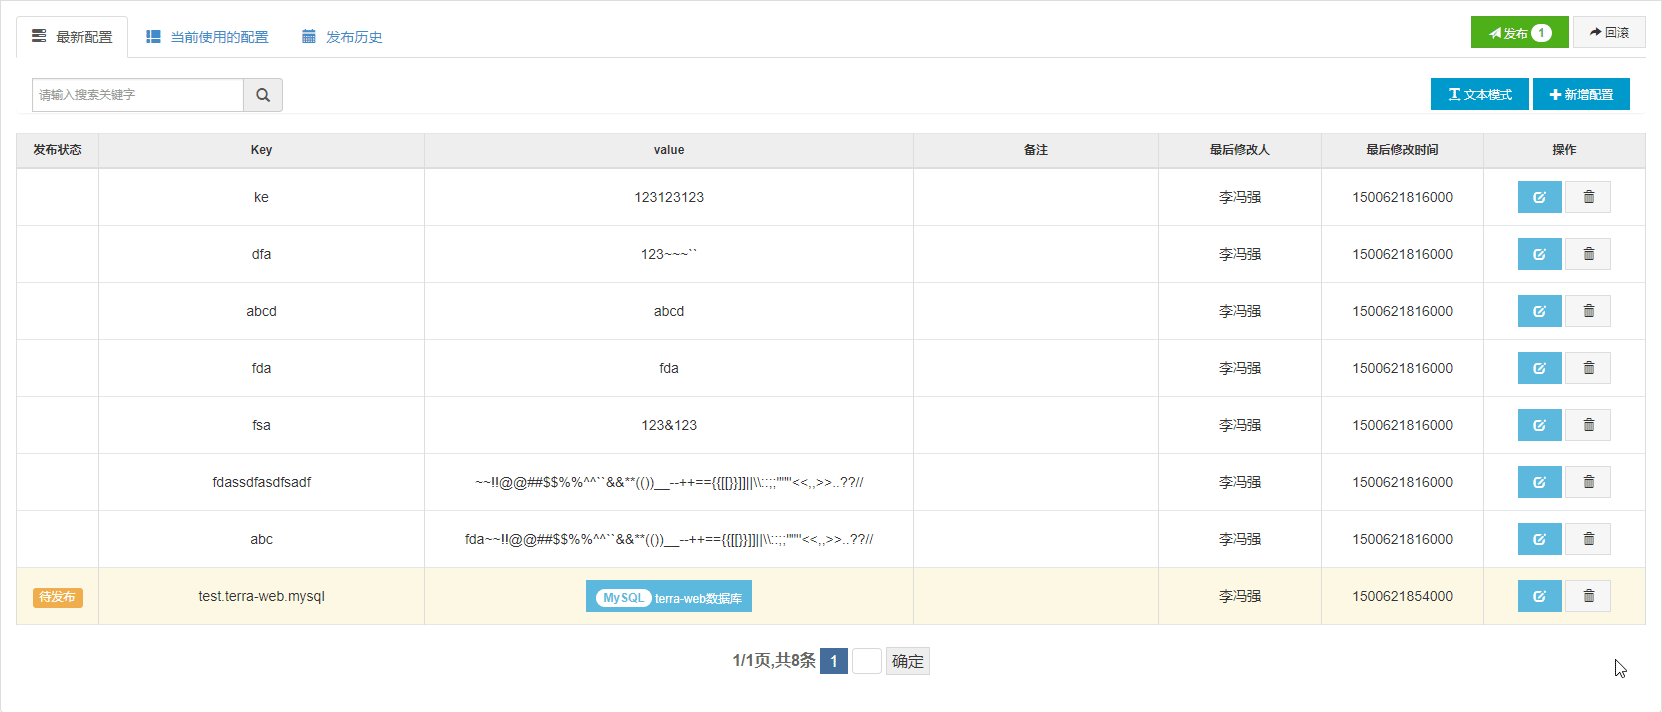 最新配置 当前使用的配置 发布历史 发布 1 回滚
请输入搜索关键字 文本模式 新增配置
发布状态 Key value 备注 最后修改人 最后修改时间 操作
ke 123123123 李冯强 1500621816000
dfa 123~~~`` 李冯强 1500621816000
abcd abcd 李冯强 1500621816000
fda fda 李冯强 1500621816000
fsa 123&123 李冯强 1500621816000
fdassdfasdfsadf ~~!!@@##$$%%^^``&&**(())__--++=={{[[}}]]||\\::;;""''<<,,>>..??// 李冯强 1500621816000
abc fda~~!!@@##$$%%^^``&&**(())__--++=={{[[}}]]||\\::;;""''<<,,>>..??// 李冯强 1500621816000
待发布 test.terra-web.mysql MySQL terra-web数据库 李冯强 1500621854000
1/1页,共8条 1 确定